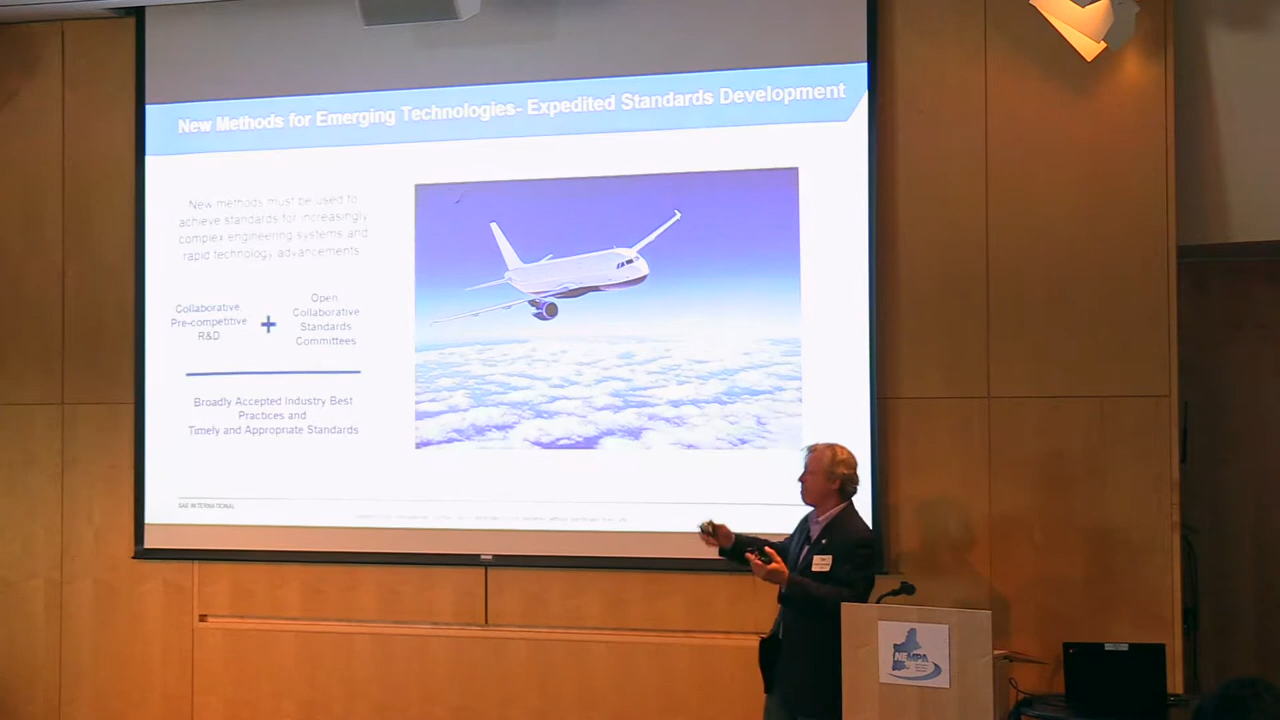 New Methods for Emerging Technologies- Expedited Standards Development
New methods must be used to
achieve standards for increasingly
complex engineering systems and
rapid technology advancements
Collaborative,
Pre-competitive
R&D
+
Open,
Collaborative
Standards
Committees
Broadly Accepted Industry Best
Practices and
Timely and Appropriate Standards
SAE INTERNATIONAL
NEMPA